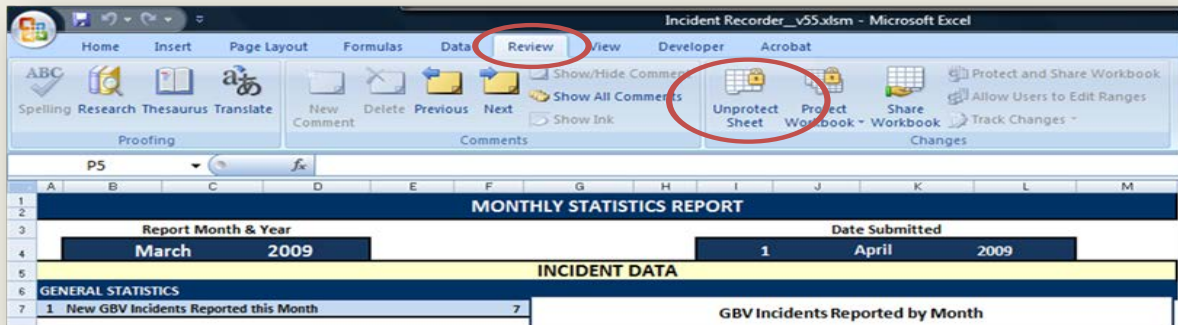 Incident Recorder__v55.xlsm - Microsoft Excel
Home Insert Page Layout Formulas Data Review View Developer Acrobat
ABC
Spelling Research Thesaurus Translate
Proofing
New Comment Delete Previous Next
Show/Hide Comment
Show All Comments
Show Ink
Comments
Unprotect Sheet Protect Workbook Share Workbook
Protect and Share Workbook
Allow Users to Edit Ranges
Track Changes
Changes
P5 fx
A B C D E F G H I J K L M
1
2 MONTHLY STATISTICS REPORT
3 Report Month & Year Date Submitted
4 March 2009 1 April 2009
5 INCIDENT DATA
6 GENERAL STATISTICS
7 1 New GBV Incidents Reported this Month 7
GBV Incidents Reported by Month